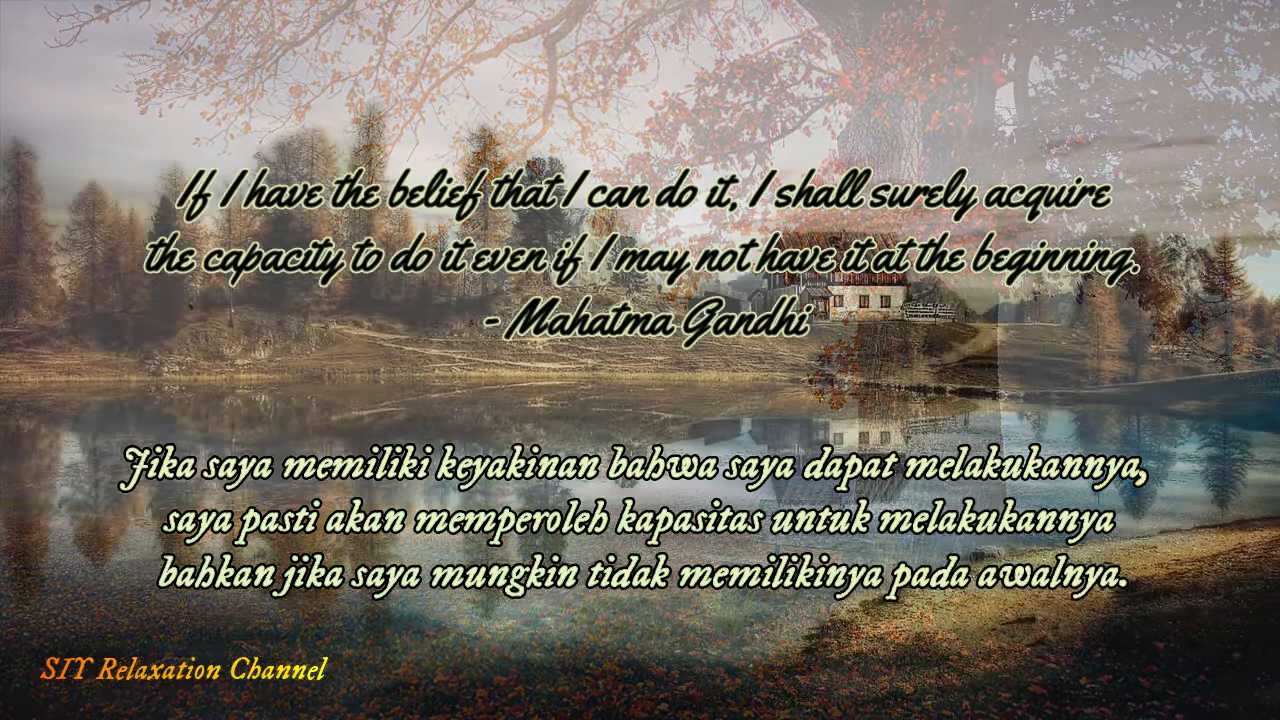 If I have the belief that I can do it, I shall surely acquire
the capacity to do it even if I may not have it at the beginning.
- Mahatma Gandhi
Jika saya memiliki keyakinan bahwa saya dapat melakukannya,
saya pasti akan memperoleh kapasitas untuk melakukannya
bahkan jika saya mungkin tidak memilikinya pada awalnya.
SIY Relaxation Channel